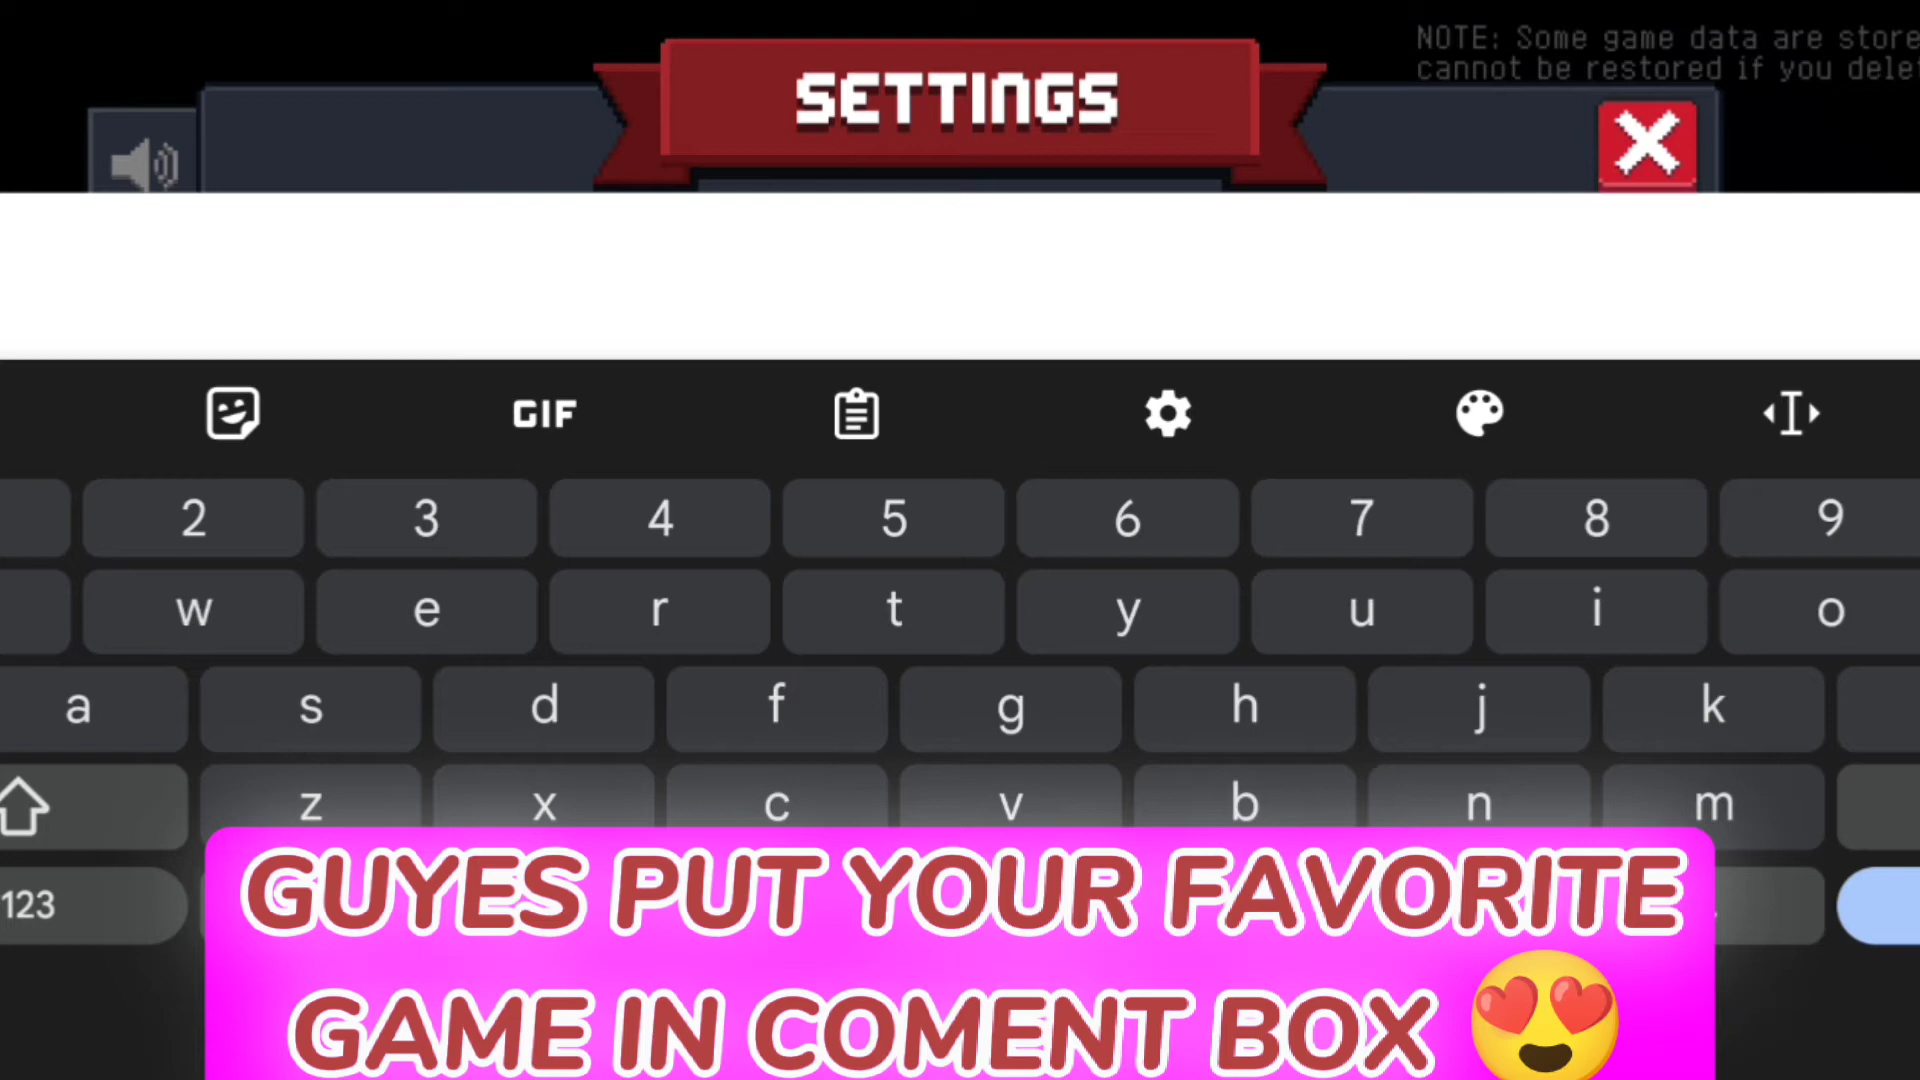 NOTE: Some game data are store
cannot be restored if you dele
SETTINGS
GIF
2 3 4 5 6 7 8 9
w e r t y u i o
a s d f g h j k
z x c v b n m
123
GUYES PUT YOUR FAVORITE
GAME IN COMENT BOX 😍